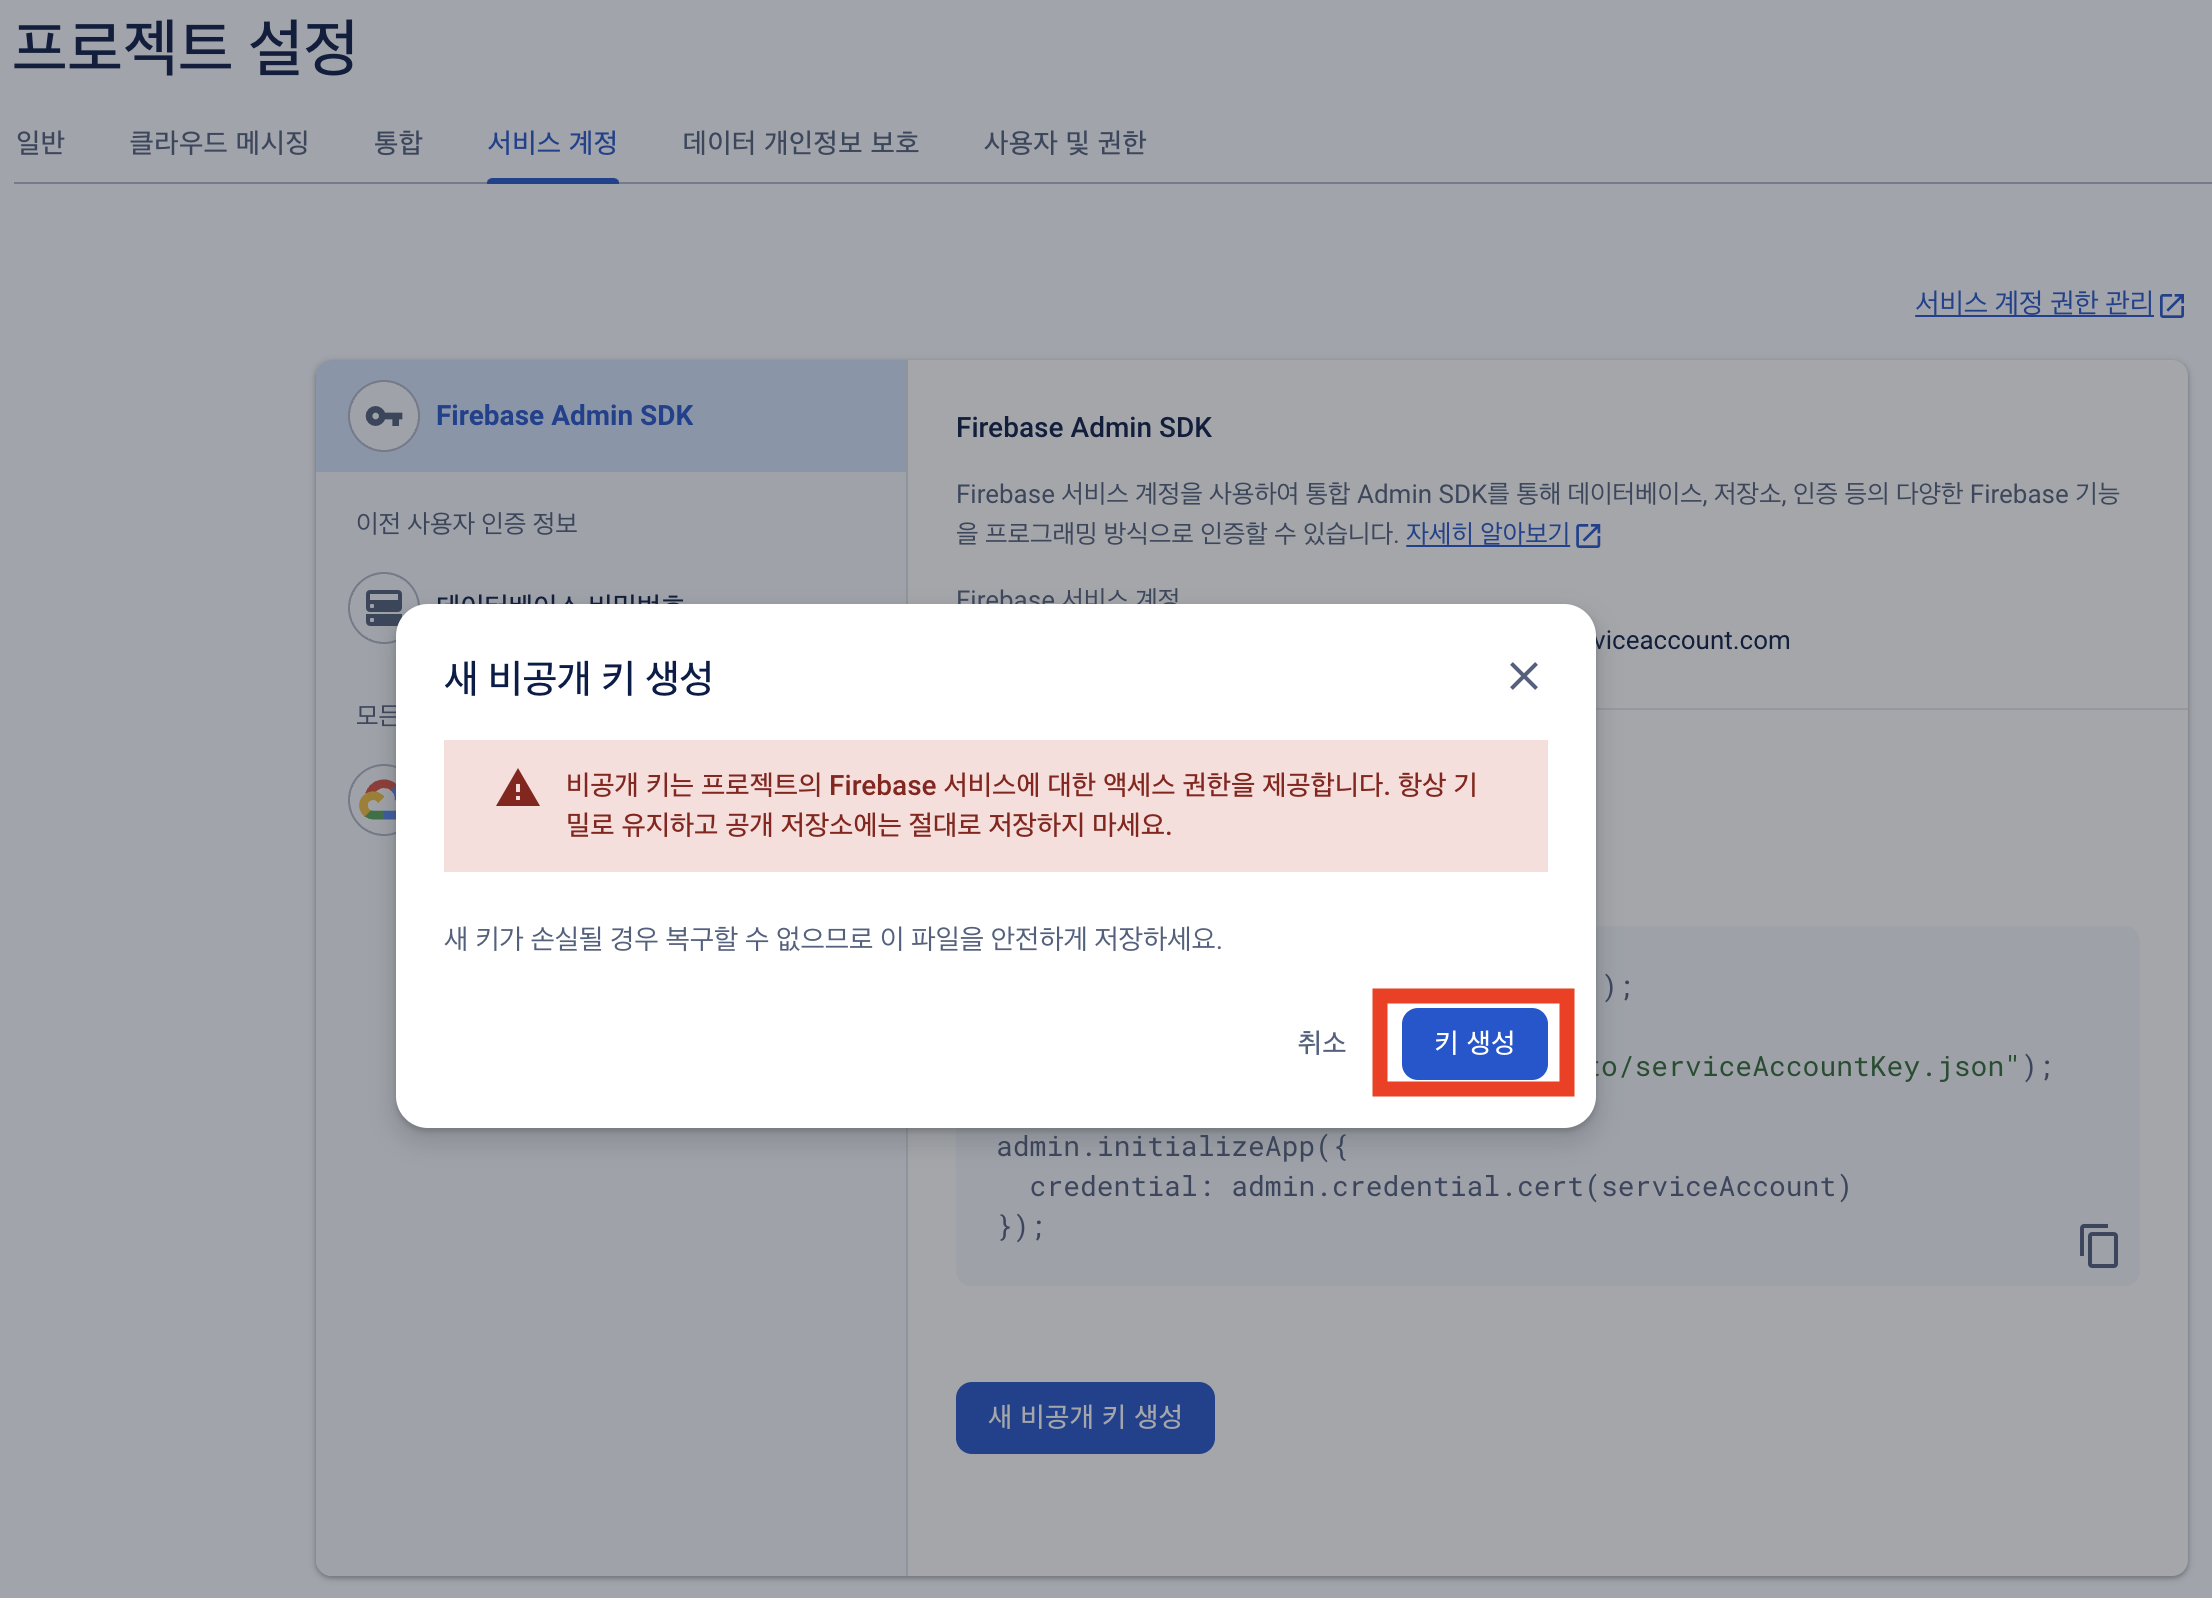 프로젝트 설정
일반 클라우드 메시징 통합 서비스 계정 데이터 개인정보 보호 사용자 및 권한
서비스 계정 권한 관리
Firebase Admin SDK
이전 사용자 인증 정보
데이터베이스 비밀번호
모든
Firebase Admin SDK
Firebase 서비스 계정을 사용하여 통합 Admin SDK를 통해 데이터베이스, 저장소, 인증 등의 다양한 Firebase 기능
을 프로그래밍 방식으로 인증할 수 있습니다. 자세히 알아보기
Firebase 서비스 계정
viceaccount.com
새 비공개 키 생성
비공개 키는 프로젝트의 Firebase 서비스에 대한 액세스 권한을 제공합니다. 항상 기
밀로 유지하고 공개 저장소에는 절대로 저장하지 마세요.
새 키가 손실될 경우 복구할 수 없으므로 이 파일을 안전하게 저장하세요.
취소 키 생성
);
to/serviceAccountKey.json");
admin.initializeApp({
credential: admin.credential.cert(serviceAccount)
});
새 비공개 키 생성